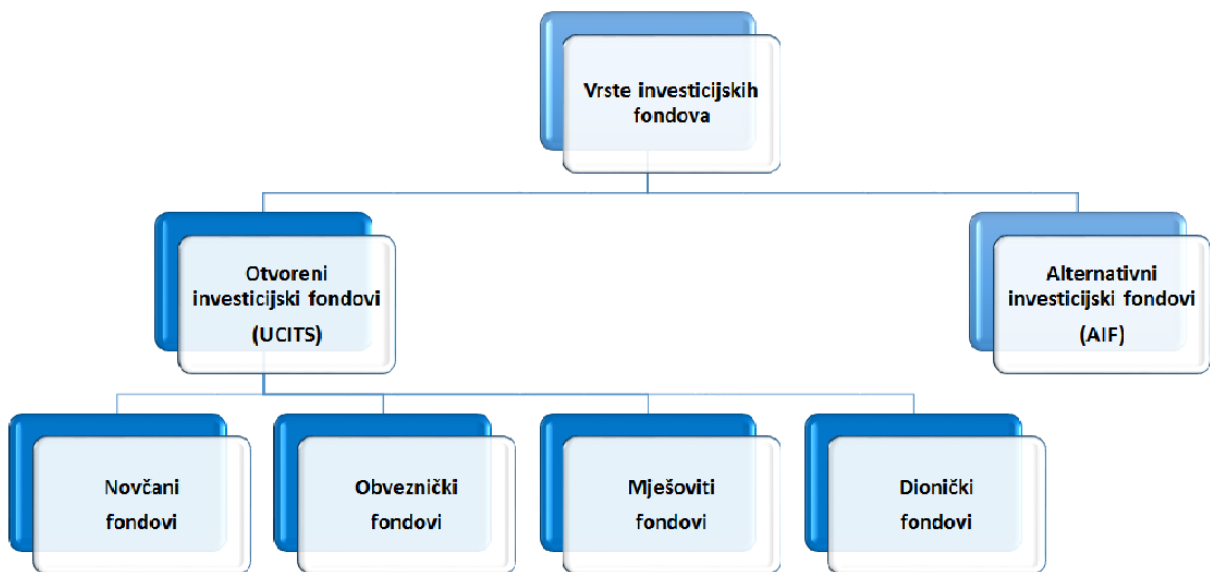 Vrste investicijskih
fondova
Otvoreni
investicijski fondovi
(UCITS)
Alternativni
investicijski fondovi
(AIF)
Novčani
fondovi
Obveznički
fondovi
Mješoviti
fondovi
Dionički
fondovi